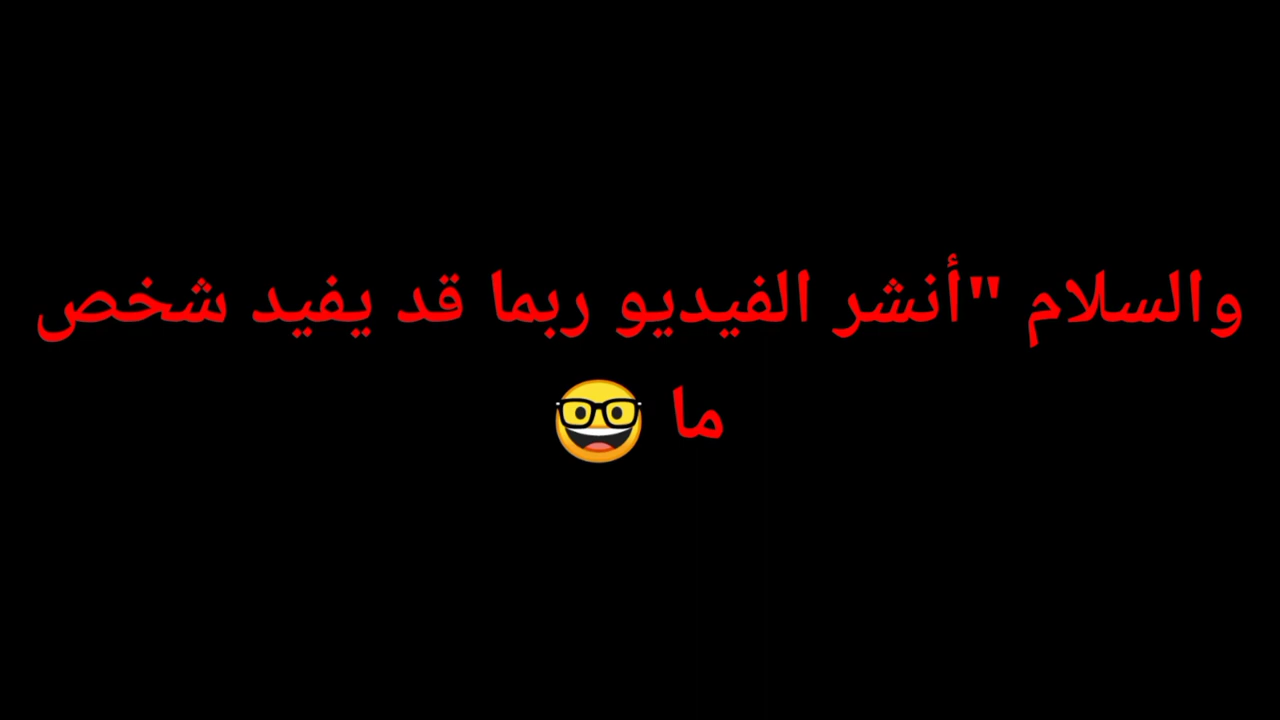 والسلام "أنشر الفيديو ربما قد يفيد شخص
ما 🤓